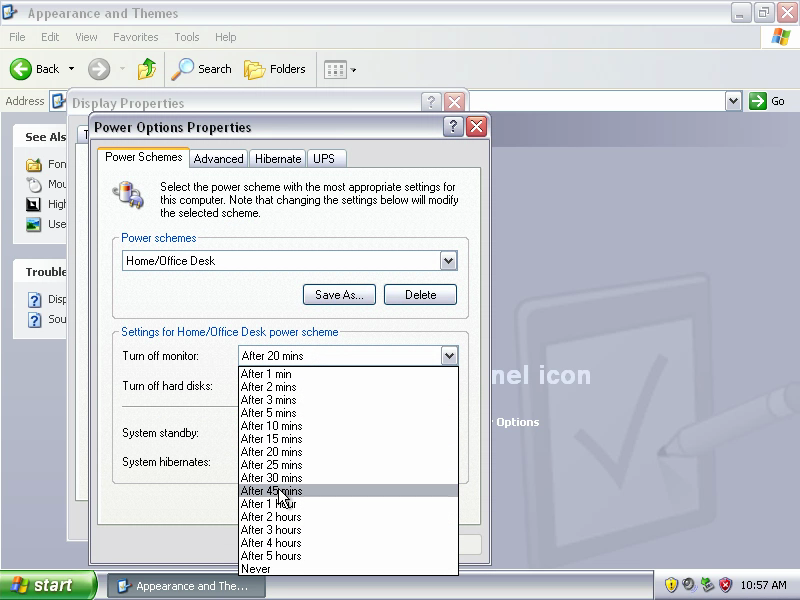 Appearance and Themes
File Edit View Favorites Tools Help
Back Search Folders
Address Go
Display Properties
Power Options Properties
See Als
Fon
Mou
High
Use
Trouble
Disp
Sou
Power Schemes Advanced Hibernate UPS
Select the power scheme with the most appropriate settings for
this computer. Note that changing the settings below will modify
the selected scheme.
Power schemes
Home/Office Desk
Save As... Delete
Settings for Home/Office Desk power scheme
Turn off monitor: After 20 mins
Turn off hard disks:
System standby:
System hibernates:
After 1 min
After 2 mins
After 3 mins
After 5 mins
After 10 mins
After 15 mins
After 20 mins
After 25 mins
After 30 mins
After 45 mins
After 1 hour
After 2 hours
After 3 hours
After 4 hours
After 5 hours
Never
nel icon
Options
start Appearance and The... 10:57 AM